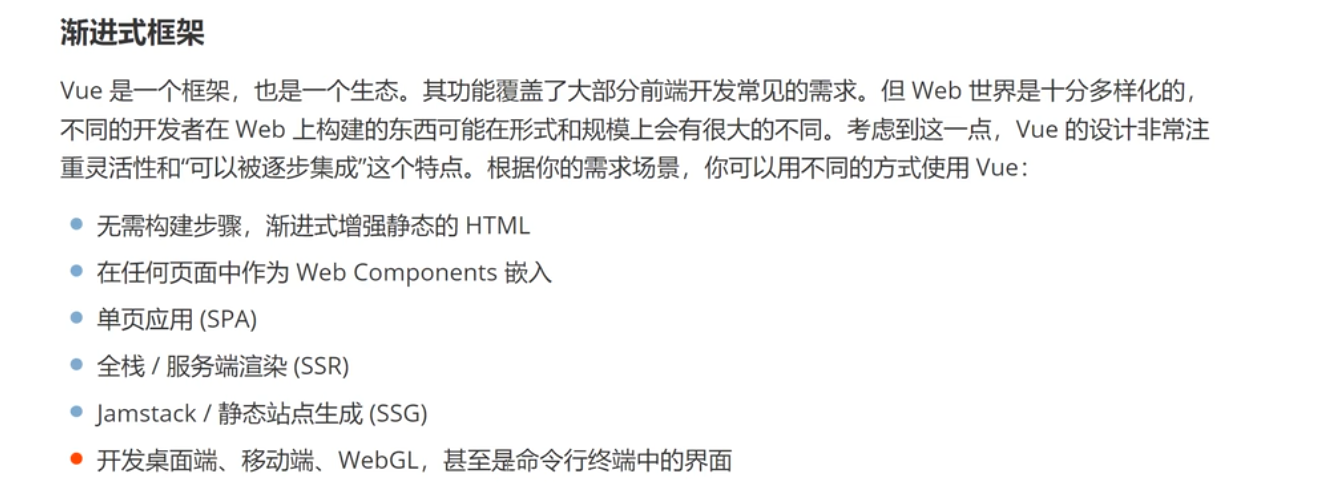 渐进式框架
Vue 是一个框架，也是一个生态。其功能覆盖了大部分前端开发常见的需求。但 Web 世界是十分多样化的，
不同的开发者在 Web 上构建的东西可能在形式和规模上会有很大的不同。考虑到这一点，Vue 的设计非常注
重灵活性和“可以被逐步集成”这个特点。根据你的需求场景，你可以用不同的方式使用 Vue：
无需构建步骤，渐进式增强静态的 HTML
在任何页面中作为 Web Components 嵌入
单页应用 (SPA)
全栈 / 服务端渲染 (SSR)
Jamstack / 静态站点生成 (SSG)
开发桌面端、移动端、WebGL，甚至是命令行终端中的界面